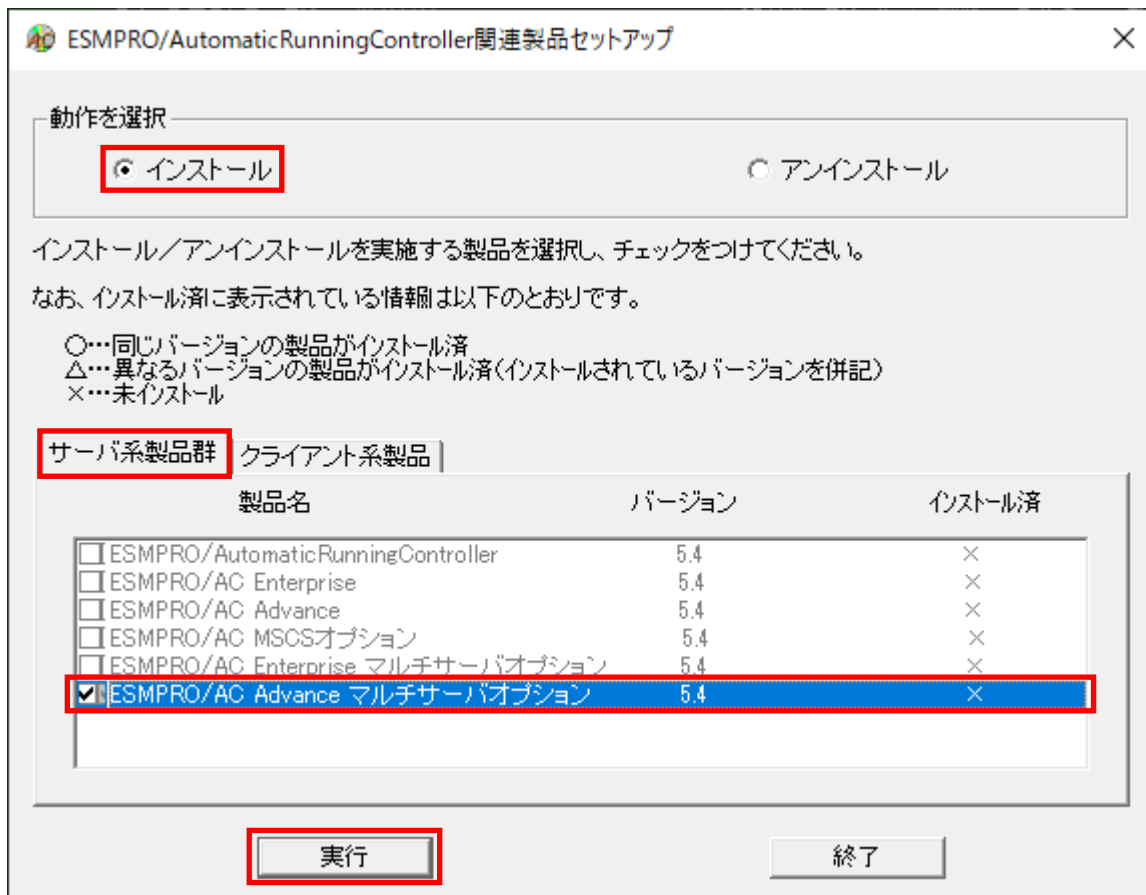 ESMPRO/AutomaticRunningController関連製品セットアップ
動作を選択
インストール アンインストール
インストール／アンインストールを実施する製品を選択し、チェックをつけてください。
なお、インストール済に表示されている情報は以下のとおりです。
○…同じバージョンの製品がインストール済
△…異なるバージョンの製品がインストール済(インストールされているバージョンを併記)
×…未インストール
サーバ系製品群 クライアント系製品
製品名 バージョン インストール済
ESMPRO/AutomaticRunningController 5.4 ×
ESMPRO/AC Enterprise 5.4 ×
ESMPRO/AC Advance 5.4 ×
ESMPRO/AC MSCSオプション 5.4 ×
ESMPRO/AC Enterprise マルチサーバオプション 5.4 ×
ESMPRO/AC Advance マルチサーバオプション 5.4 ×
実行 終了